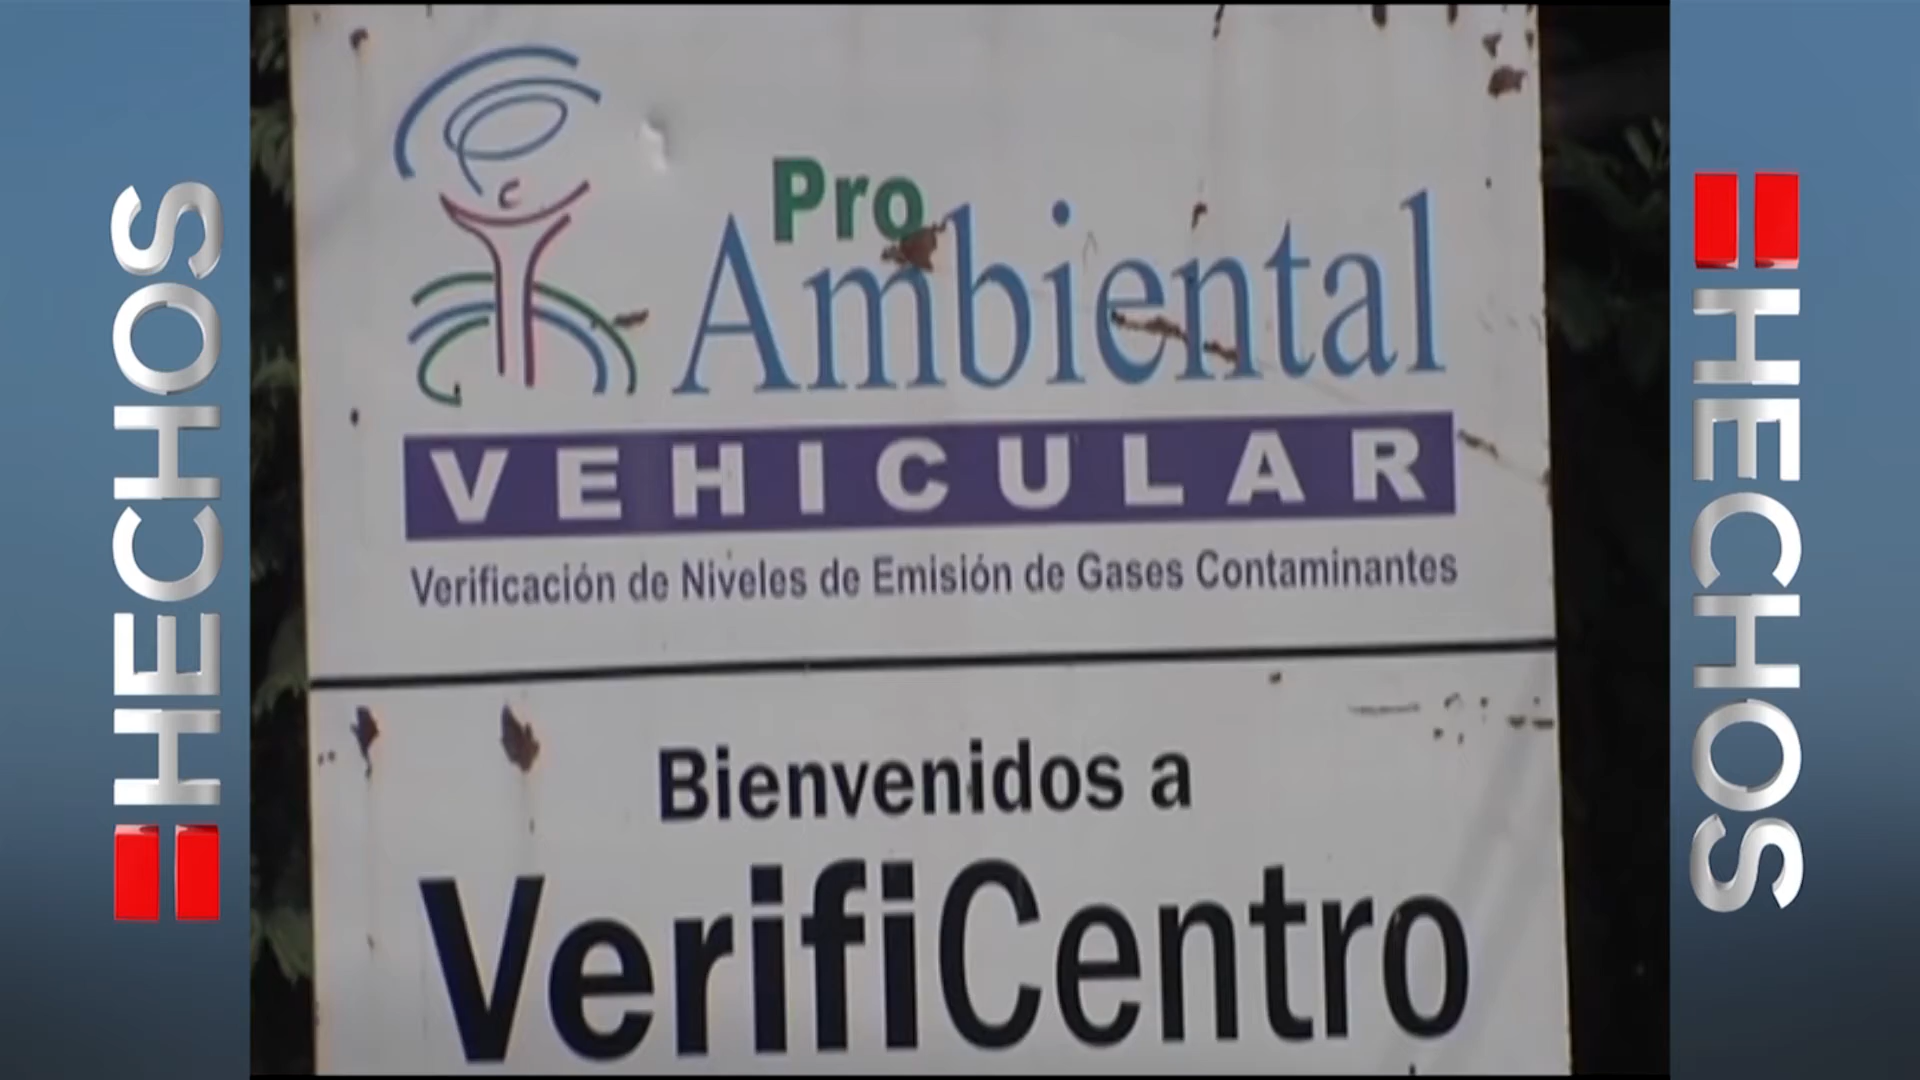 HECHOS
Pro
Ambiental
VEHICULAR
Verificación de Niveles de Emisión de Gases Contaminantes
Bienvenidos a
VerifiCentro
HECHOS